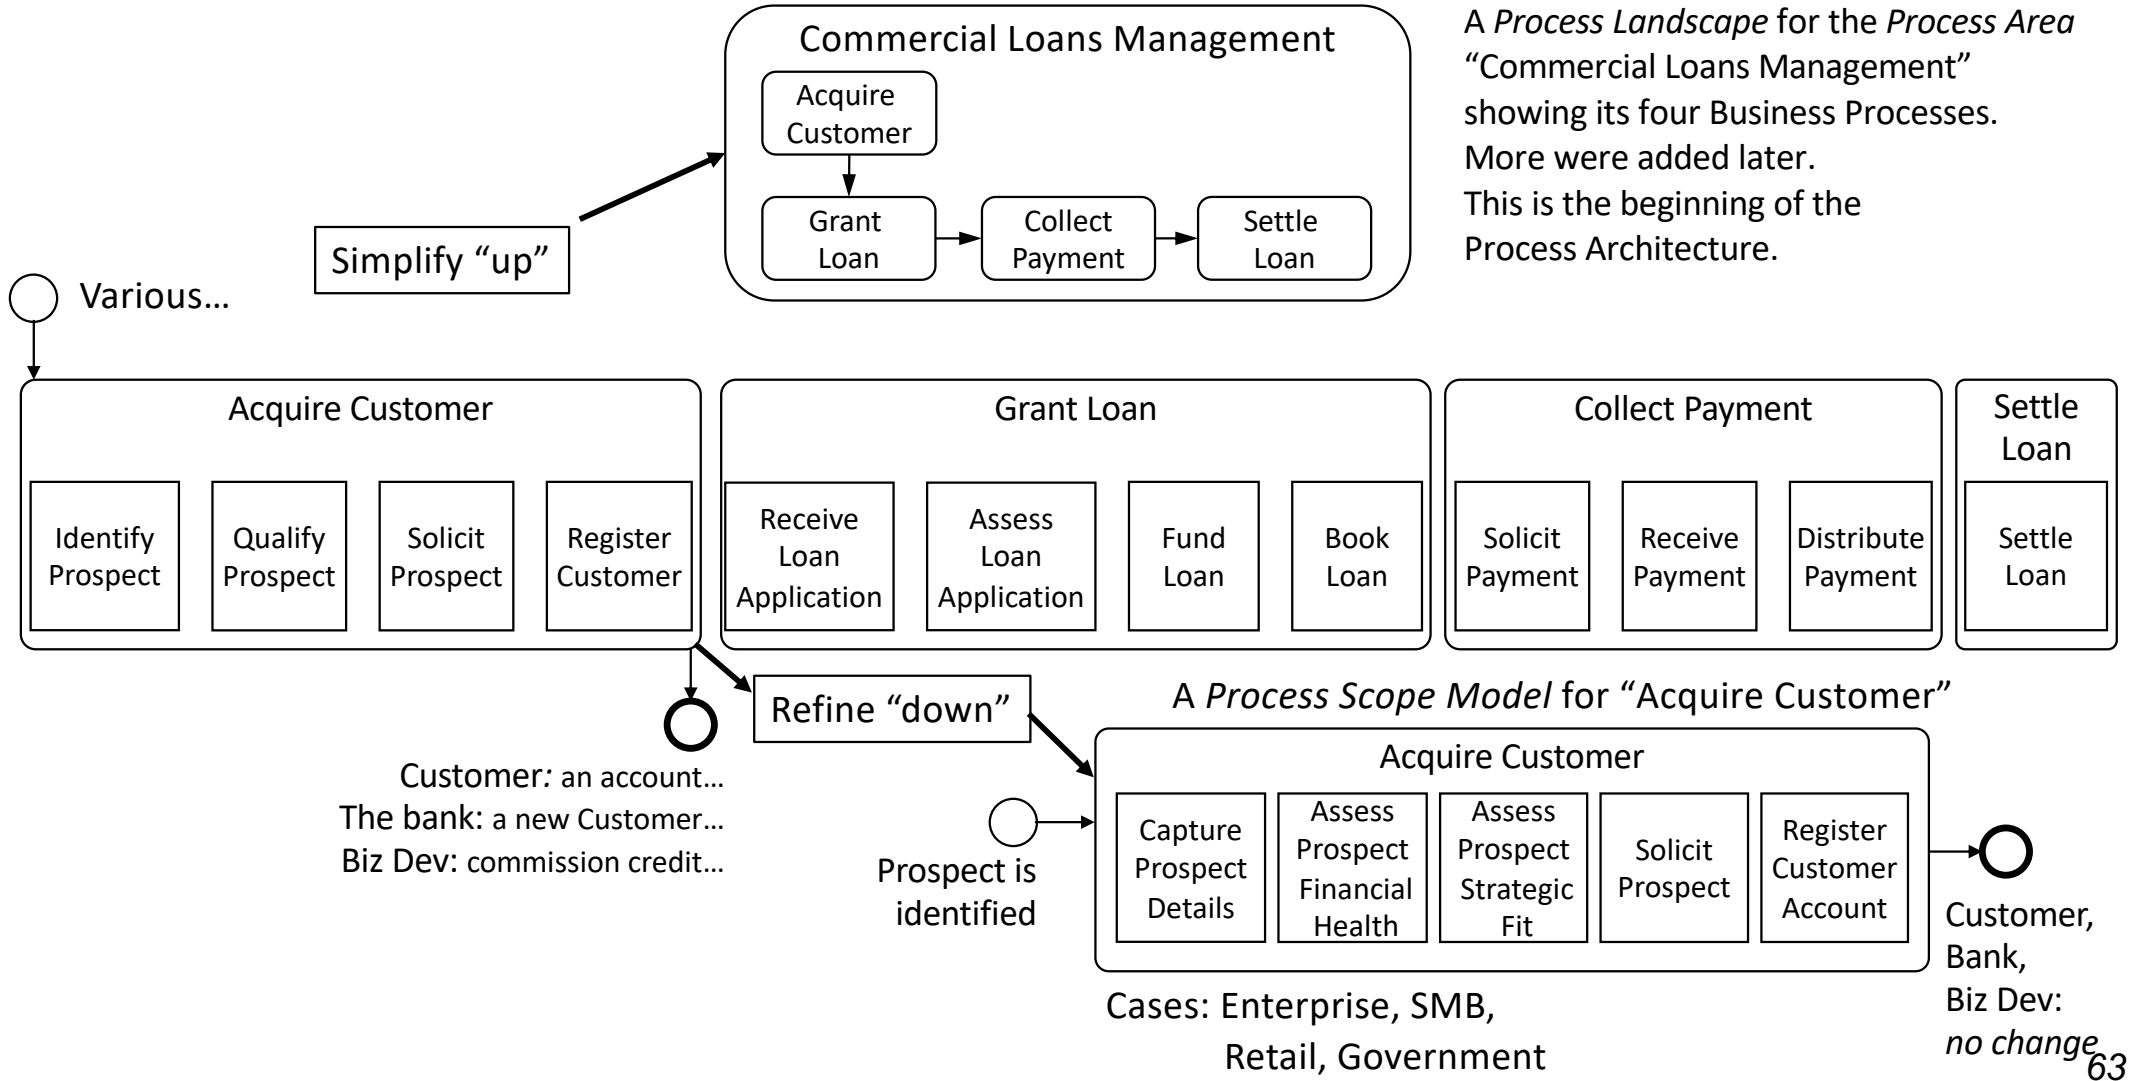 Commercial Loans Management
Acquire
Customer
Grant
Loan
Collect
Payment
Settle
Loan
A Process Landscape for the Process Area
“Commercial Loans Management”
showing its four Business Processes.
More were added later.
This is the beginning of the
Process Architecture.
Simplify “up”
Various…
Acquire Customer
Identify
Prospect
Qualify
Prospect
Solicit
Prospect
Register
Customer
Grant Loan
Receive
Loan
Application
Assess
Loan
Application
Fund
Loan
Book
Loan
Collect Payment
Solicit
Payment
Receive
Payment
Distribute
Payment
Settle
Loan
Settle
Loan
Customer: an account…
The bank: a new Customer…
Biz Dev: commission credit…
Refine “down”
A Process Scope Model for “Acquire Customer”
Prospect is
identified
Acquire Customer
Capture
Prospect
Details
Assess
Prospect
Financial
Health
Assess
Prospect
Strategic
Fit
Solicit
Prospect
Register
Customer
Account
Customer,
Bank,
Biz Dev:
no change
Cases: Enterprise, SMB,
Retail, Government
63